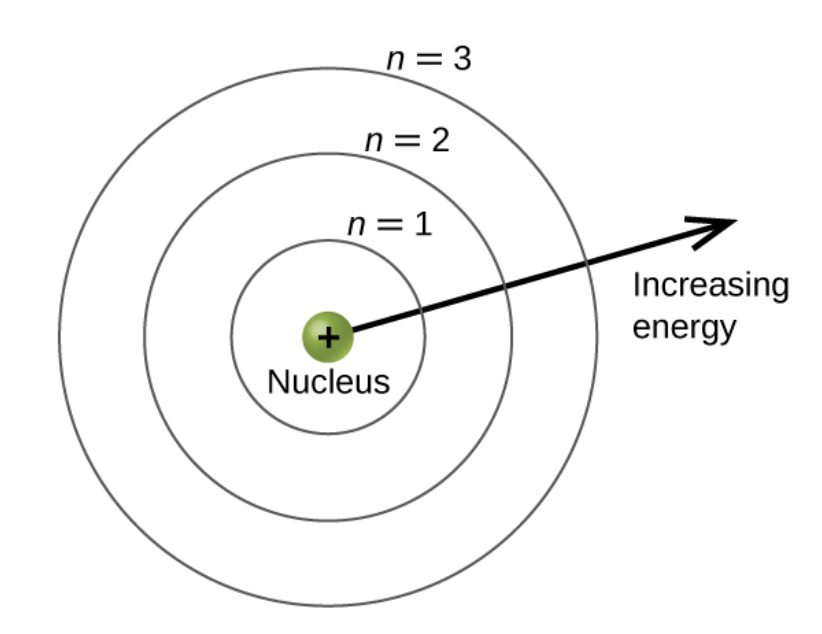 n = 3
n = 2
n = 1
+
Nucleus
Increasing
energy